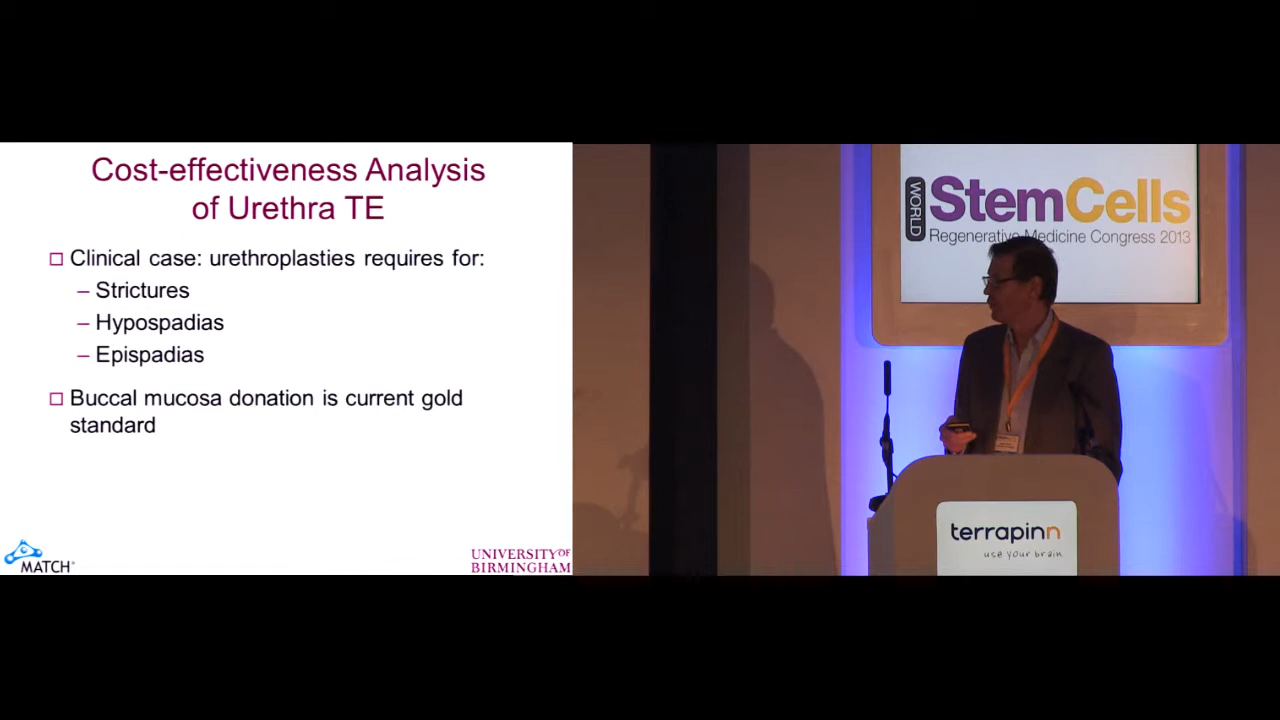 Cost-effectiveness Analysis
of Urethra TE
Clinical case: urethroplasties requires for:
– Strictures
– Hypospadias
– Epispadias
Buccal mucosa donation is current gold
standard
MATCH
UNIVERSITY OF
BIRMINGHAM
WORLD
StemCells
Regenerative Medicine Congress 2013
terrapinn
use your brain